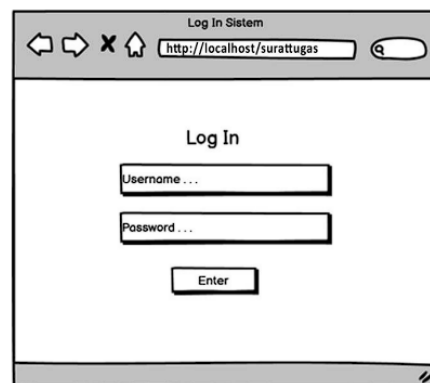 Log In Sistem
http://localhost/surattugas
Log In
Username . . .
Password . . .
Enter